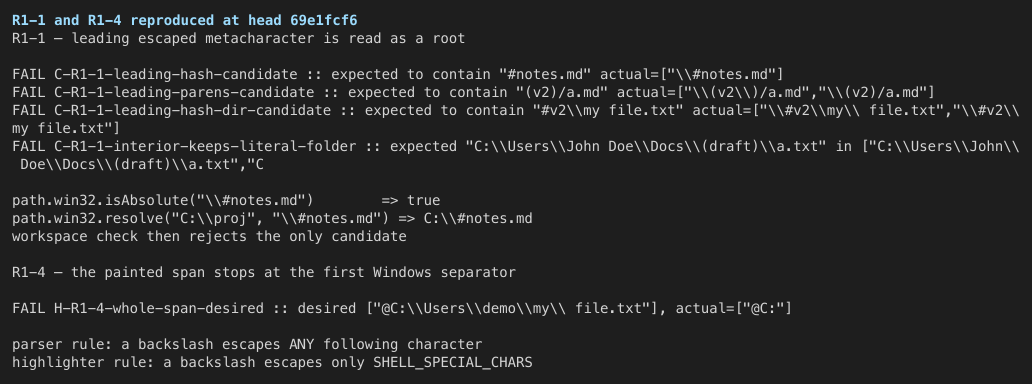 R1-1 and R1-4 reproduced at head 69e1fcf6
R1-1 — leading escaped metacharacter is read as a root
FAIL C-R1-1-leading-hash-candidate :: expected to contain "#notes.md" actual=["\\#notes.md"]
FAIL C-R1-1-leading-parens-candidate :: expected to contain "(v2)/a.md" actual=["\\(v2\\)/a.md","\\(v2)/a.md"]
FAIL C-R1-1-leading-hash-dir-candidate :: expected to contain "#v2\\my file.txt" actual=["\\#v2\\my\\ file.txt","\\#v2\\
my file.txt"]
FAIL C-R1-1-interior-keeps-literal-folder :: expected "C:\\Users\\John Doe\\Docs\\(draft)\\a.txt" in ["C:\\Users\\John\\
 Doe\\Docs\\(draft)\\a.txt","C
path.win32.isAbsolute("\\#notes.md")        => true
path.win32.resolve("C:\\proj", "\\#notes.md") => C:\\#notes.md
workspace check then rejects the only candidate
R1-4 — the painted span stops at the first Windows separator
FAIL H-R1-4-whole-span-desired :: desired ["@C:\\Users\\demo\\my\\ file.txt"], actual=["@C:"]
parser rule: a backslash escapes ANY following character
highlighter rule: a backslash escapes only SHELL_SPECIAL_CHARS